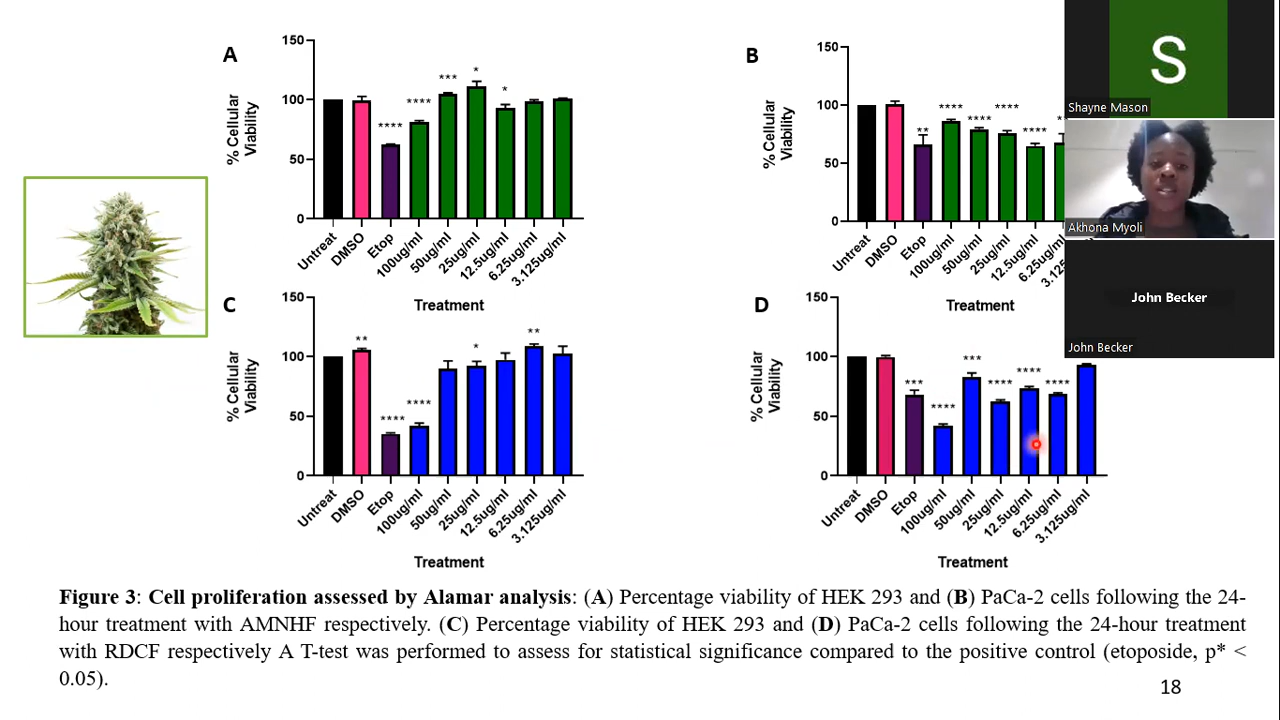 A
150
100
50
0
% Cellular
Viability
****
****
***
*
*
Untreat
DMSO
Etop
100ug/ml
50ug/ml
25ug/ml
12.5ug/ml
6.25ug/ml
3.125ug/ml
Treatment
B
150
100
50
0
% Cellular
Viability
**
****
****
****
****
Untreat
DMSO
Etop
100ug/ml
50ug/ml
25ug/ml
12.5ug/ml
6.25ug/ml
Treatment
S
Shayne Mason
Akhona Myoli
John Becker
John Becker
C
150
100
50
0
% Cellular
Viability
**
****
****
*
**
Untreat
DMSO
Etop
100ug/ml
50ug/ml
25ug/ml
12.5ug/ml
6.25ug/ml
3.125ug/ml
Treatment
D
150
100
50
0
% Cellular
Viability
***
****
***
****
****
****
Untreat
DMSO
Etop
100ug/ml
50ug/ml
25ug/ml
12.5ug/ml
6.25ug/ml
3.125ug/ml
Treatment
Figure 3: Cell proliferation assessed by Alamar analysis: (A) Percentage viability of HEK 293 and (B) PaCa-2 cells following the 24-
hour treatment with AMNHF respectively. (C) Percentage viability of HEK 293 and (D) PaCa-2 cells following the 24-hour treatment
with RDCF respectively A T-test was performed to assess for statistical significance compared to the positive control (etoposide, p* <
0.05).
18